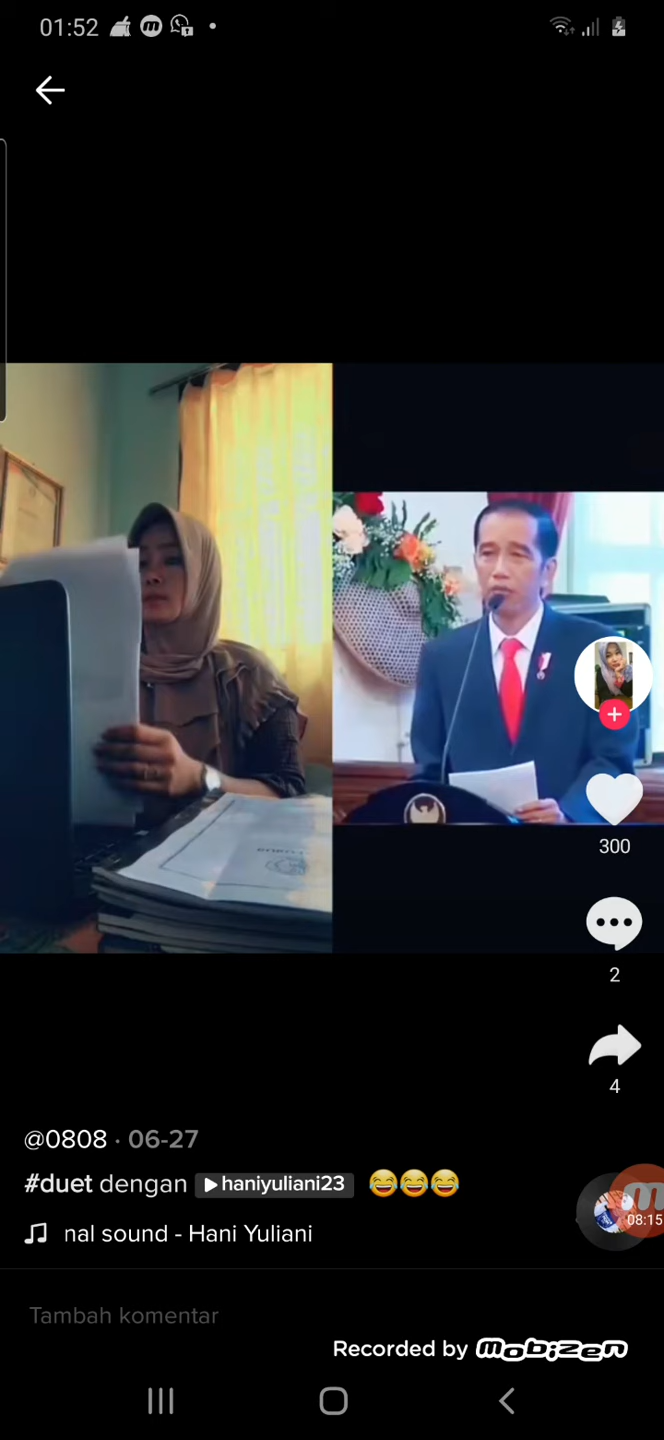 01:52
300
2
4
@0808 · 06-27
#duet dengan haniyuliani23 😂😂😂
nal sound - Hani Yuliani
08:15
Tambah komentar
Recorded by mobizen